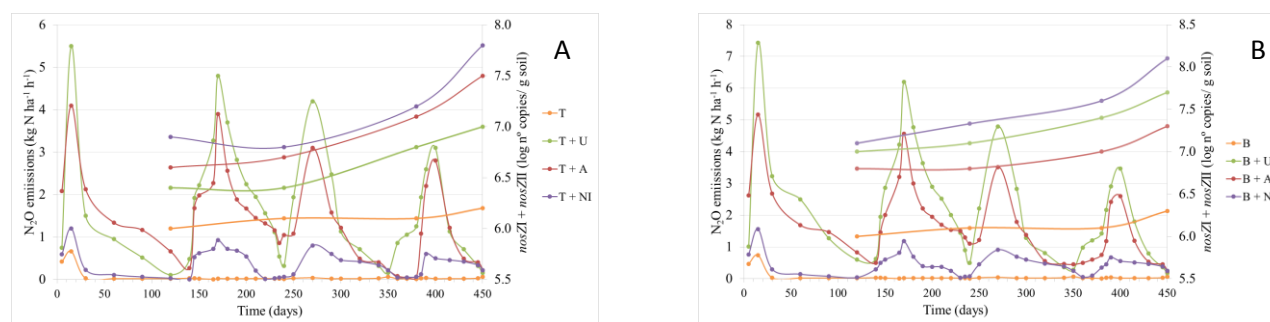 A
N₂O emissions (kg N ha⁻¹ h⁻¹)
6
5
4
3
2
1
0
0 50 100 150 200 250 300 350 400 450
Time (days)
8.0
7.5
7.0
6.5
6.0
5.5
nosZI + nosZII (log nº copies/ g soil)
T
T + U
T + A
T + NI
B
N₂O emissions (kg N ha⁻¹ h⁻¹)
8
7
6
5
4
3
2
1
0
0 50 100 150 200 250 300 350 400 450
Time (days)
8.5
8.0
7.5
7.0
6.5
6.0
5.5
nosZI + nosZII (log nº copies/ g soil)
B
B + U
B + A
B + N